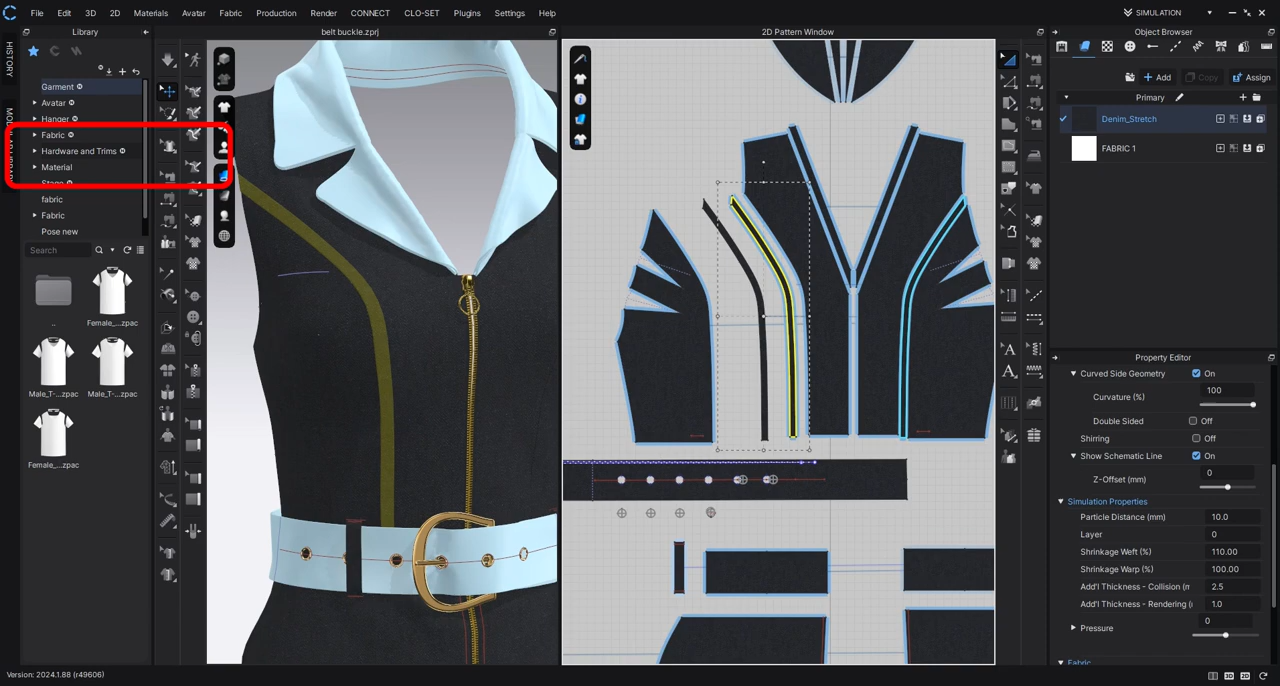 File Edit 3D 2D Materials Avatar Fabric Production Render CONNECT CLO-SET Plugins Settings Help
SIMULATION
Library
HISTORY
Garment
Avatar
Hanger
Fabric
Hardware and Trims
Material
Stage
fabric
Fabric
Pose new
Search
..
Female_...zpac
Male_T-...zpac
Male_T-...zpac
Female_...zpac
belt buckle.zprj
2D Pattern Window
Object Browser
Add
Copy
Assign
Primary
Denim_Stretch
FABRIC 1
Property Editor
Curved Side Geometry On
Curvature (%) 100
Double Sided Off
Shirring Off
Show Schematic Line On
Z-Offset (mm) 0
Simulation Properties
Particle Distance (mm) 10.0
Layer 0
Shrinkage Weft (%) 110.00
Shrinkage Warp (%) 100.00
Add'l Thickness - Collision (m 2.5
Add'l Thickness - Rendering (i 1.0
Pressure 0
Fabric
Version: 2024.1.88 (r49606)
3D 2D